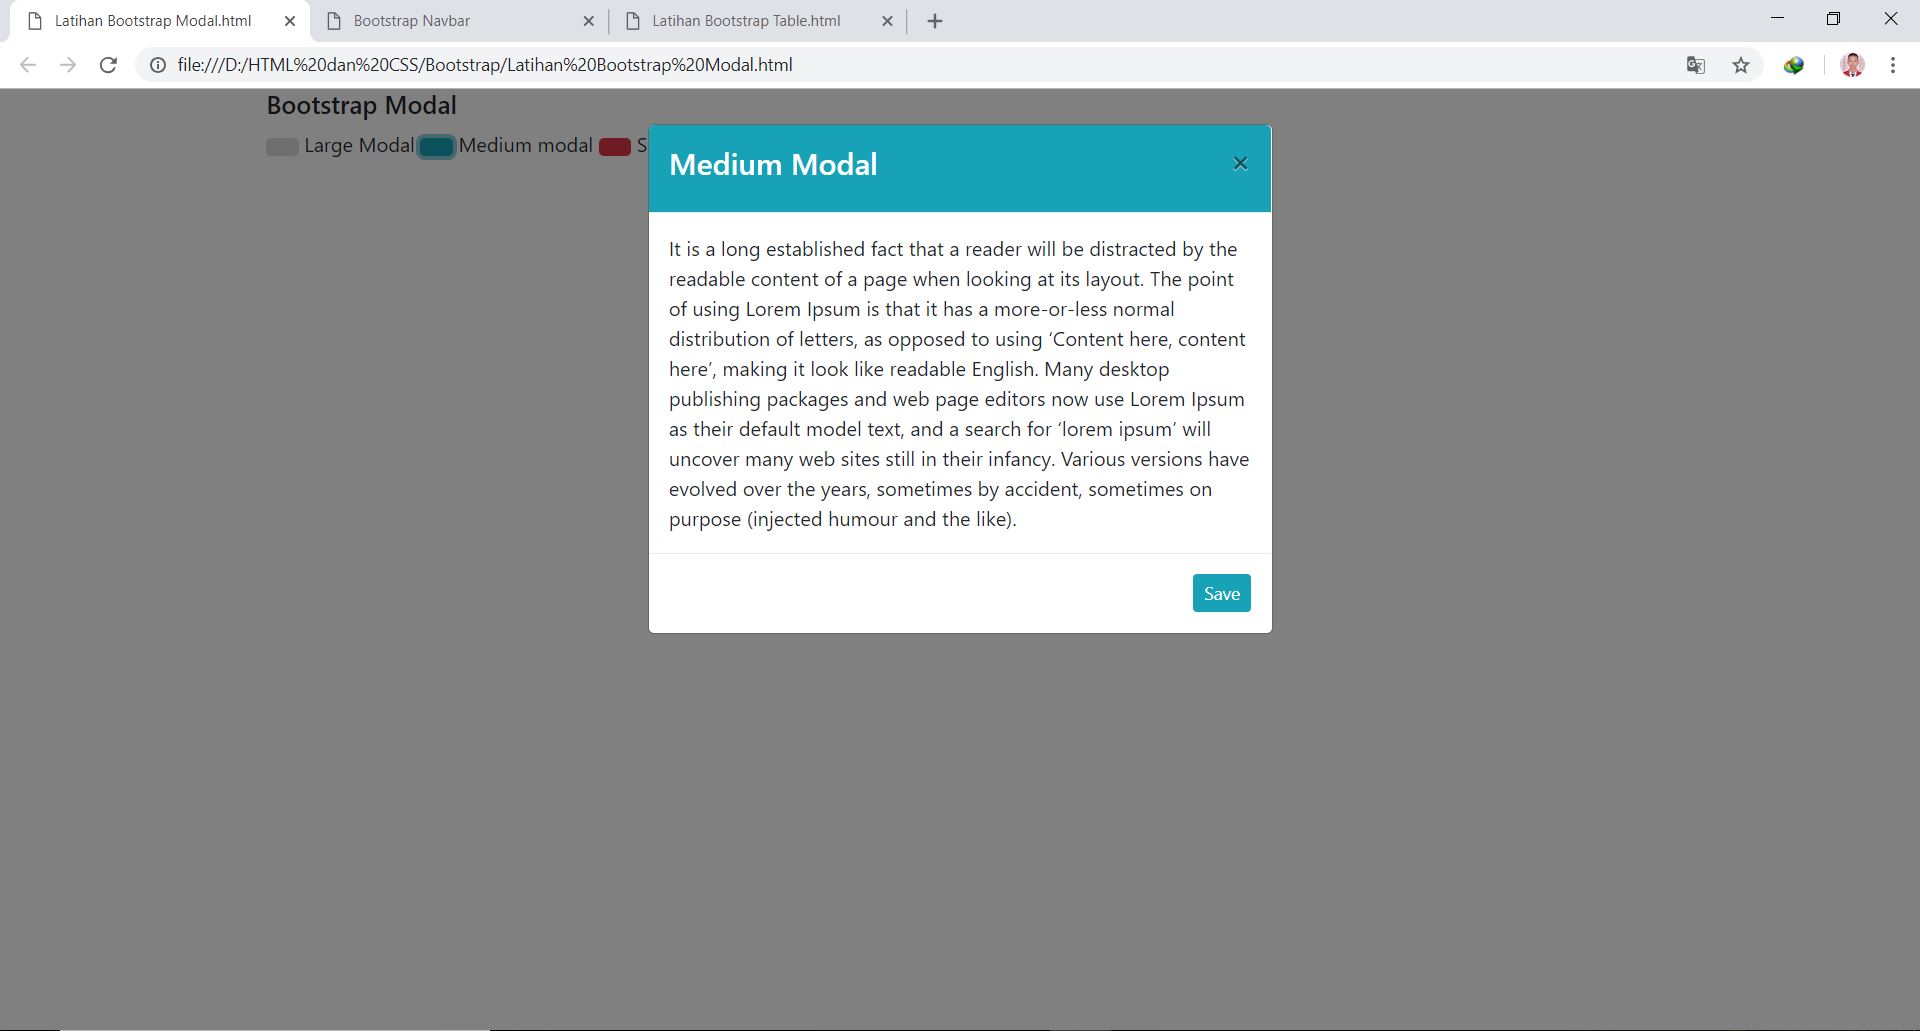 Latihan Bootstrap Modal.html
Bootstrap Navbar
Latihan Bootstrap Table.html
file:///D:/HTML%20dan%20CSS/Bootstrap/Latihan%20Bootstrap%20Modal.html
Bootstrap Modal
Large Modal Medium modal S
Medium Modal ×
It is a long established fact that a reader will be distracted by the
readable content of a page when looking at its layout. The point
of using Lorem Ipsum is that it has a more-or-less normal
distribution of letters, as opposed to using ‘Content here, content
here’, making it look like readable English. Many desktop
publishing packages and web page editors now use Lorem Ipsum
as their default model text, and a search for ‘lorem ipsum’ will
uncover many web sites still in their infancy. Various versions have
evolved over the years, sometimes by accident, sometimes on
purpose (injected humour and the like).
Save